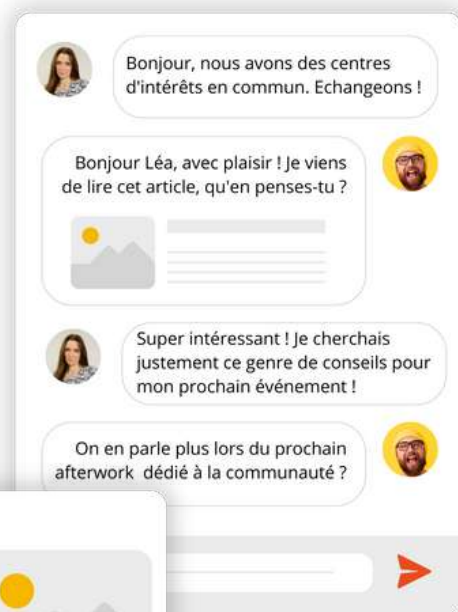 Bonjour, nous avons des centres
d'intérêts en commun. Echangeons !
Bonjour Léa, avec plaisir ! Je viens
de lire cet article, qu'en penses-tu ?
Super intéressant ! Je cherchais
justement ce genre de conseils pour
mon prochain événement !
On en parle plus lors du prochain
afterwork dédié à la communauté ?